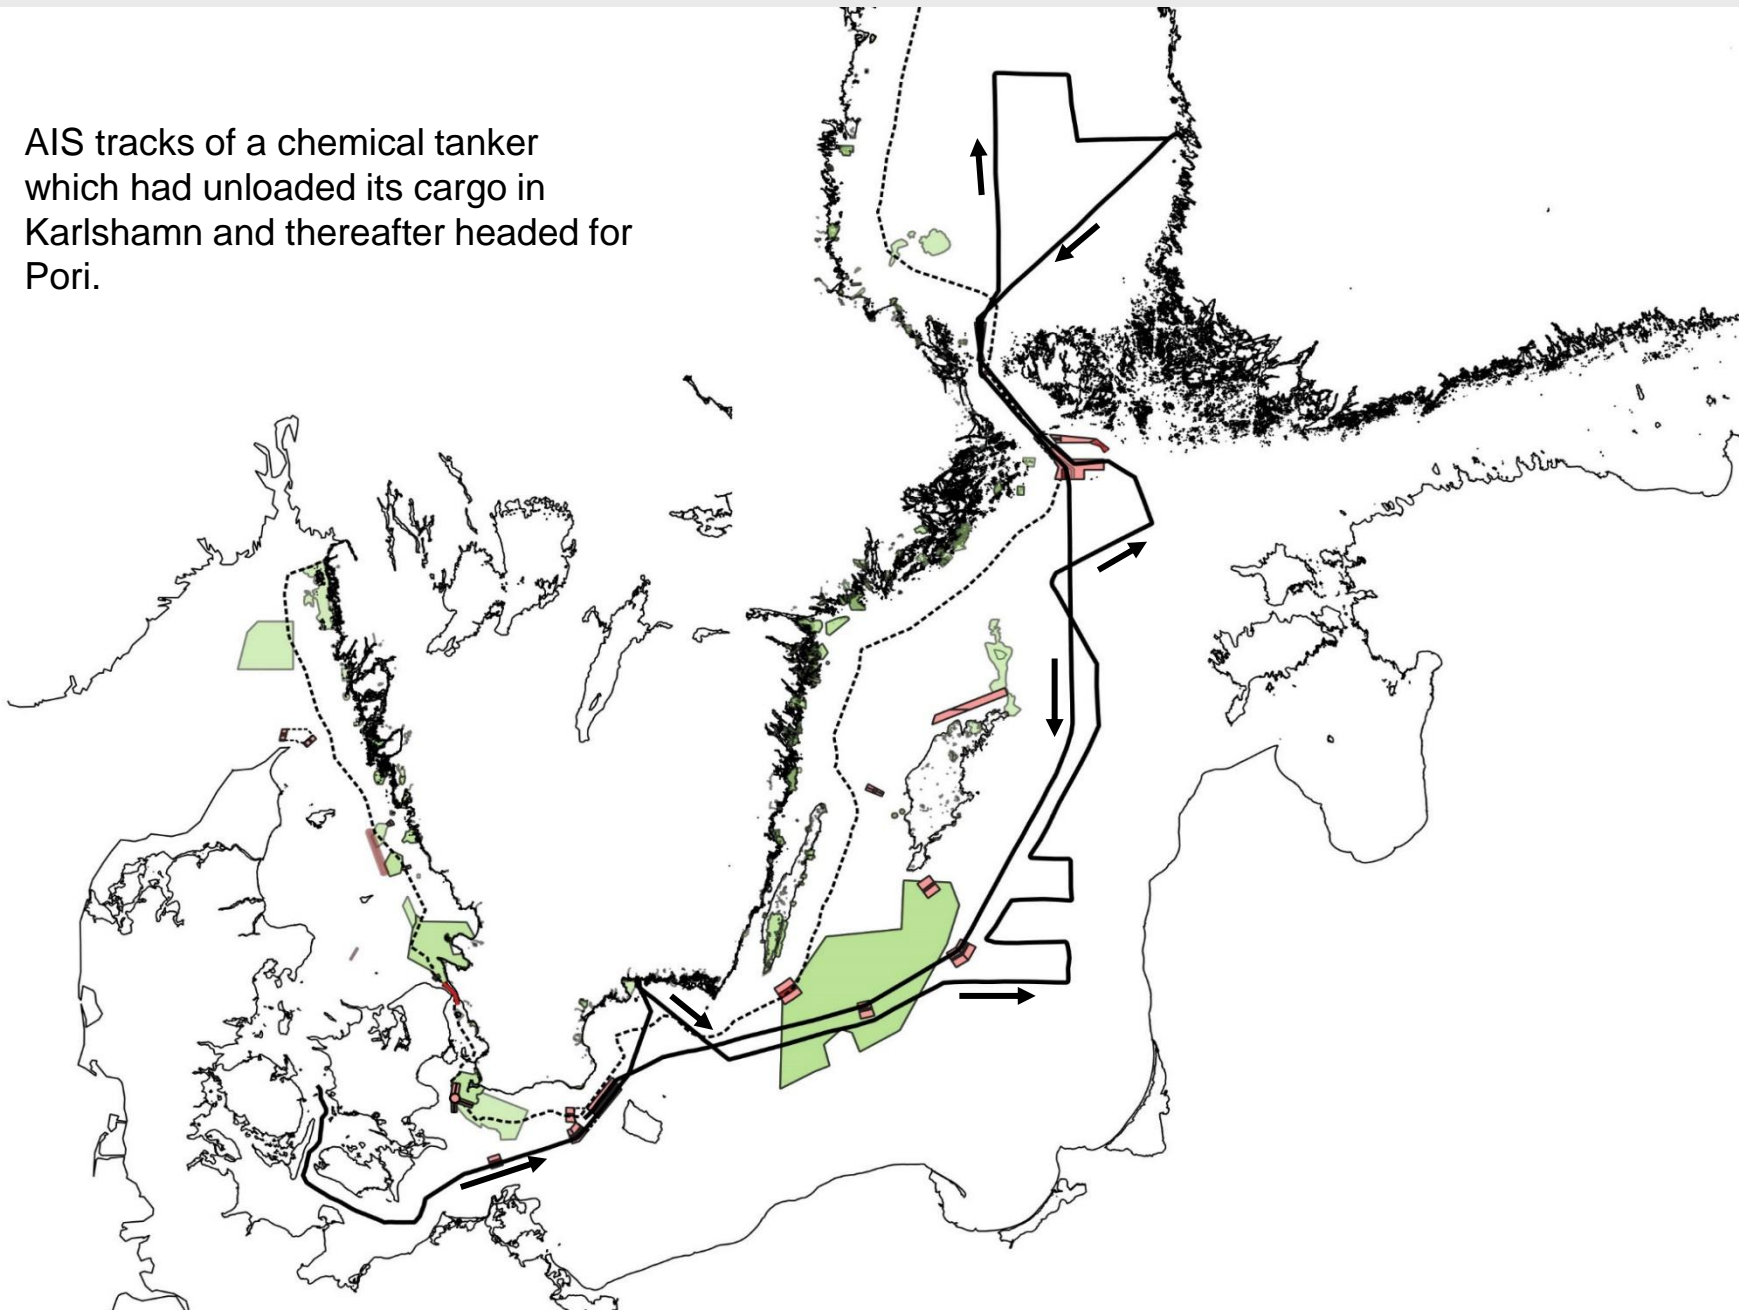 AIS tracks of a chemical tanker
which had unloaded its cargo in
Karlshamn and thereafter headed for
Pori.